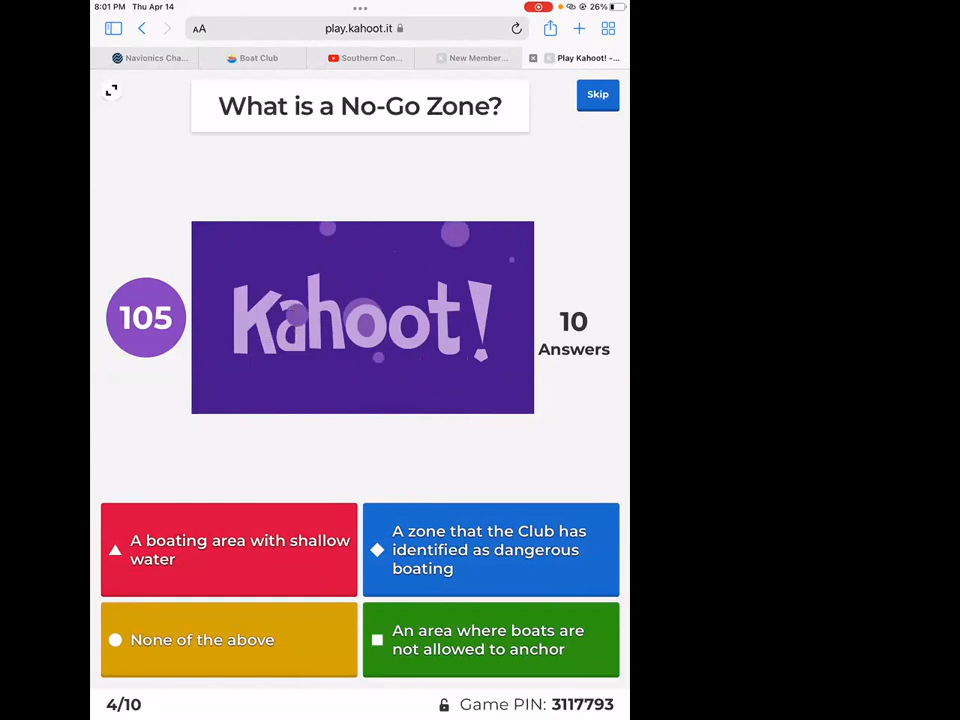 8:01 PM Thu Apr 14
26%
AA
play.kahoot.it
Navionics Cha...
Boat Club
Southern Con...
New Member...
Play Kahoot! -...
What is a No-Go Zone?
Skip
105
Kahoot!
10
Answers
A boating area with shallow
water
A zone that the Club has
identified as dangerous
boating
None of the above
An area where boats are
not allowed to anchor
4/10
Game PIN: 3117793